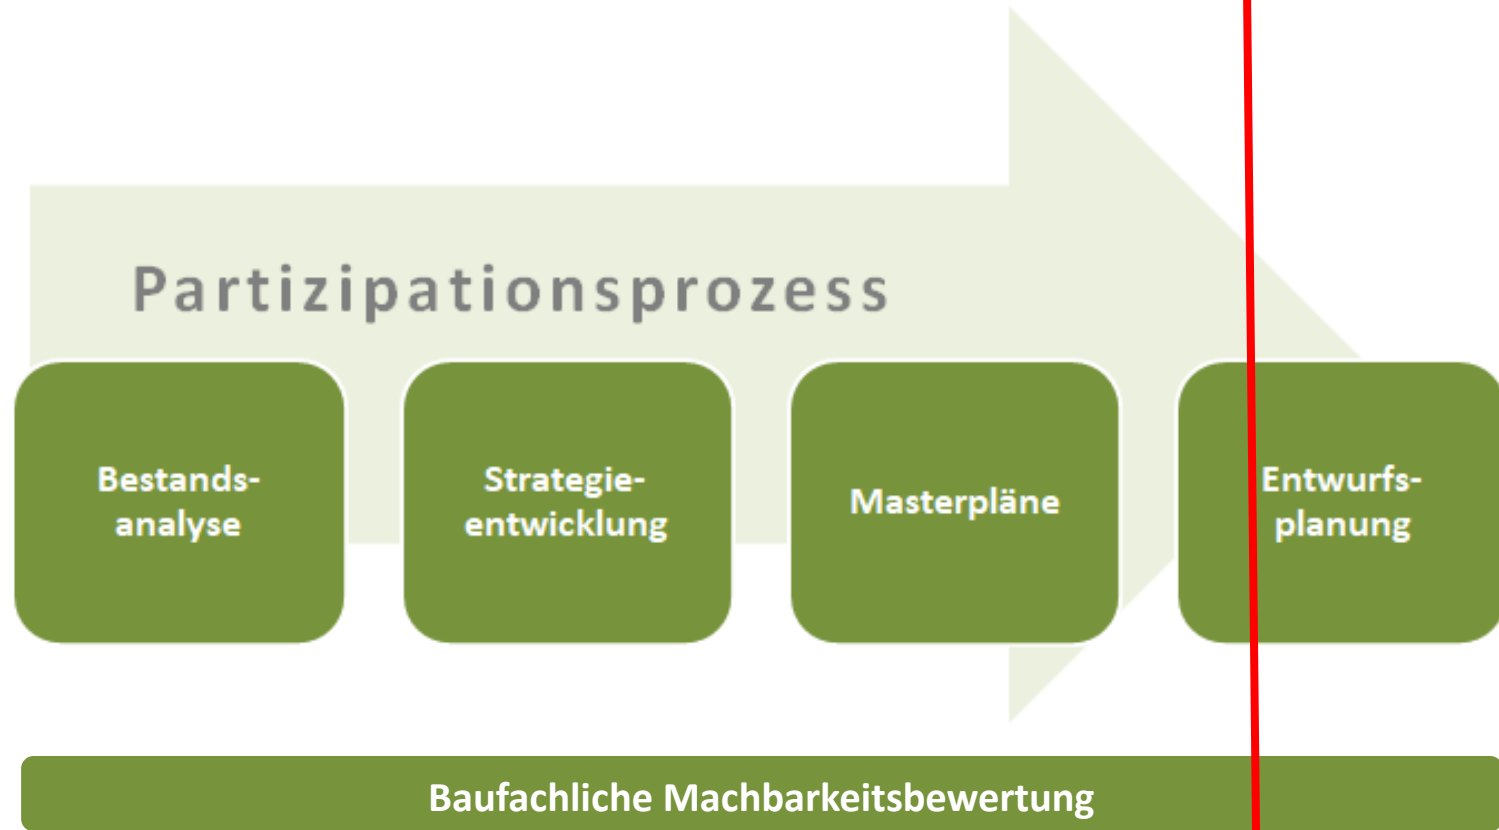 Partizipationsprozess
Bestands-
analyse
Strategie-
entwicklung
Masterpläne
Entwurfs-
planung
Baufachliche Machbarkeitsbewertung